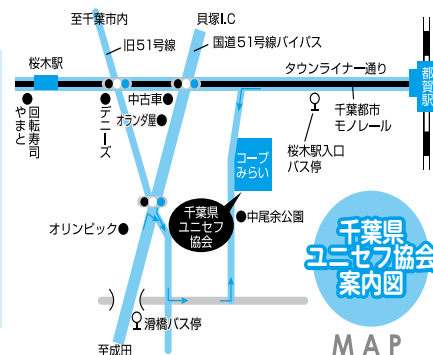 至千葉市内
貝塚I.C
旧51号線
国道51号線バイパス
桜木駅
タウンライナー通り
都賀駅
回転寿司
やまと
デニーズ
中古車
オランダ屋
千葉都市
モノレール
桜木駅入口
バス停
コープ
みらい
千葉県
ユニセフ
協会
中尾余公園
オリンピック
滑橋バス停
至成田
千葉県
ユニセフ協会
案内図
MAP